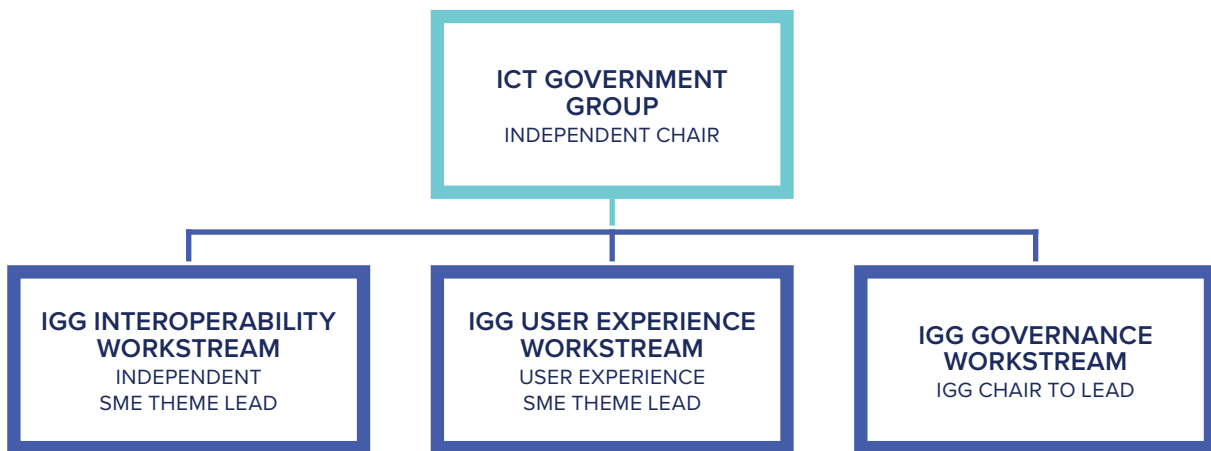 ICT GOVERNMENT
GROUP
INDEPENDENT CHAIR
IGG INTEROPERABILITY
WORKSTREAM
INDEPENDENT
SME THEME LEAD
IGG USER EXPERIENCE
WORKSTREAM
USER EXPERIENCE
SME THEME LEAD
IGG GOVERNANCE
WORKSTREAM
IGG CHAIR TO LEAD